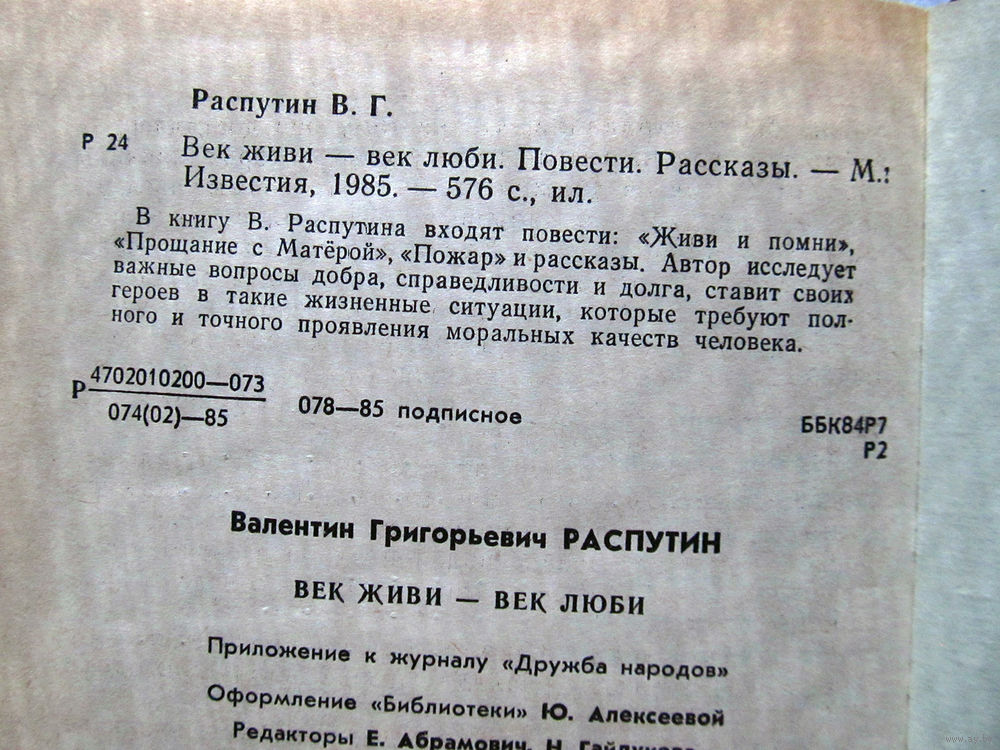 Распутин В. Г.
Р 24
Век живи — век люби. Повести. Рассказы. — М.:
Известия, 1985. — 576 с., ил.
В книгу В. Распутина входят повести: «Живи и помни»,
«Прощание с Матёрой», «Пожар» и рассказы. Автор исследует
важные вопросы добра, справедливости и долга, ставит своих
героев в такие жизненные ситуации, которые требуют пол-
ного и точного проявления моральных качеств человека.
Р 4702010200—073
074(02)—85
078—85 подписное
ББК84Р7
Р2
Валентин Григорьевич РАСПУТИН
ВЕК ЖИВИ — ВЕК ЛЮБИ
Приложение к журналу «Дружба народов»
Оформление «Библиотеки» Ю. Алексеевой
Редакторы Е. Абрамович, Н.